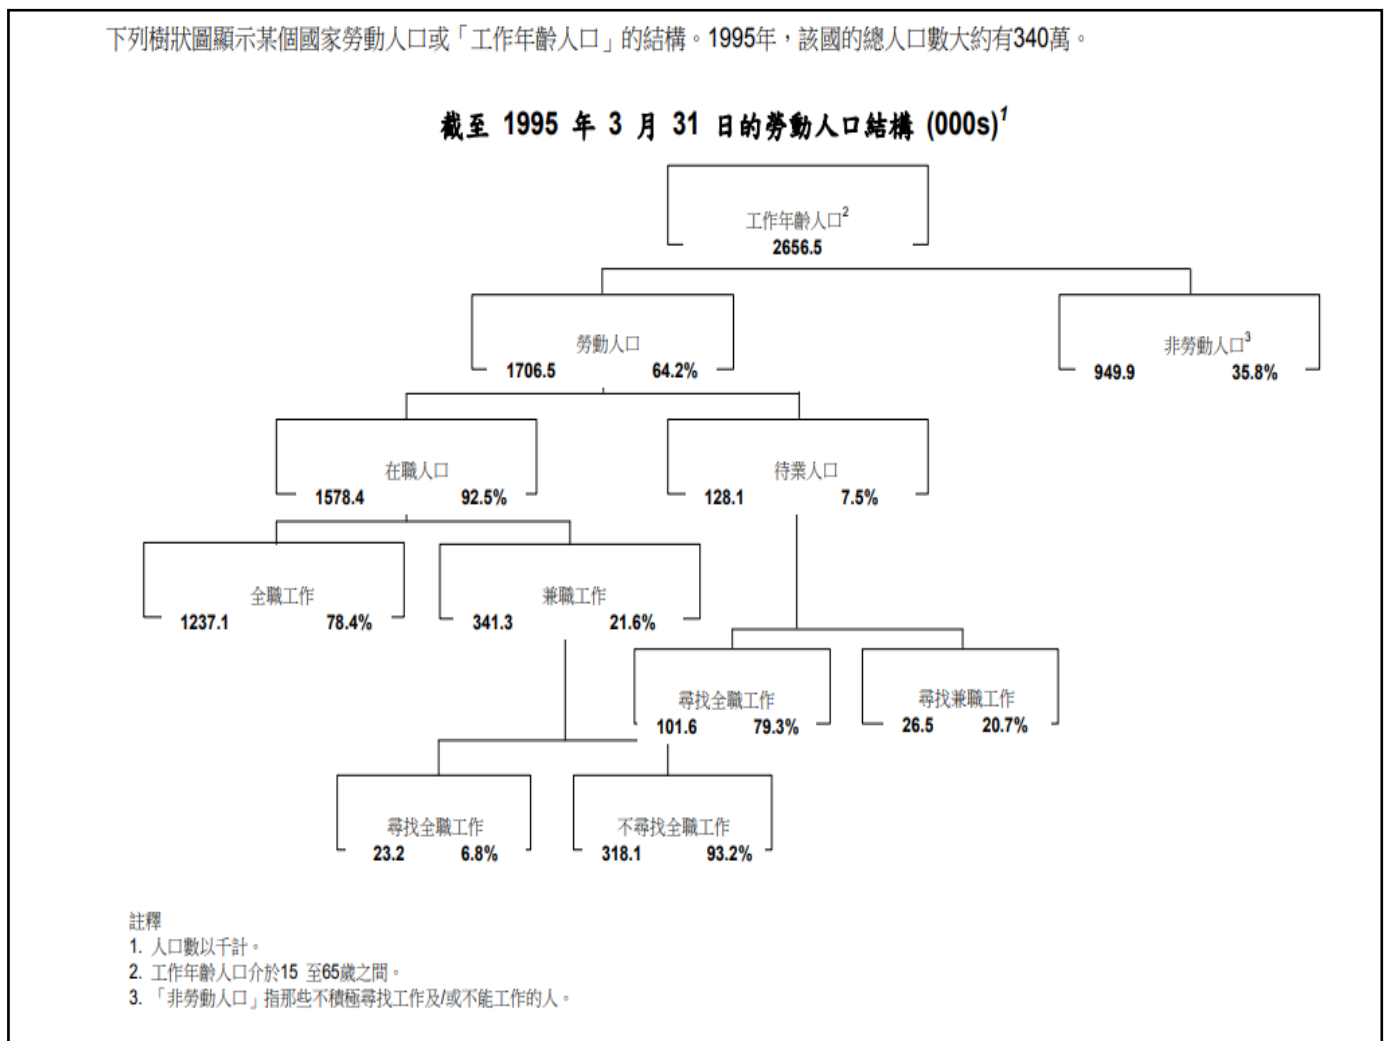 下列樹狀圖顯示某個國家勞動人口或「工作年齡人口」的結構。1995年，該國的總人口數大約有340萬。
截至 1995 年 3 月 31 日的勞動人口結構 (000s)1
工作年齡人口2
2656.5
勞動人口
1706.5 64.2%
非勞動人口3
949.9 35.8%
在職人口
1578.4 92.5%
待業人口
128.1 7.5%
全職工作
1237.1 78.4%
兼職工作
341.3 21.6%
尋找全職工作
101.6 79.3%
尋找兼職工作
26.5 20.7%
尋找全職工作
23.2 6.8%
不尋找全職工作
318.1 93.2%
註釋
1. 人口數以千計。
2. 工作年齡人口介於15 至65歲之間。
3. 「非勞動人口」指那些不積極尋找工作及/或不能工作的人。